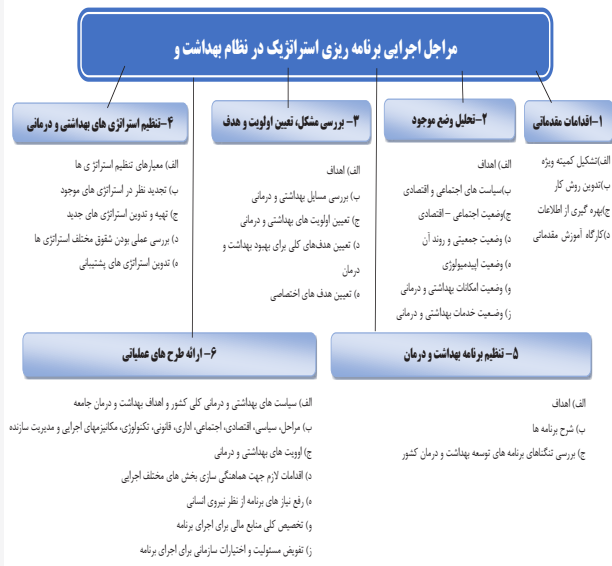 مراجل اجرایی برنامه ریزی استراتژیک در نظام بهداشت و
۱-اقدامات مقدماتی
الف)تشکیل کمیته ویژه
ب)تدوین روش کار
ج)بهره گیری از اطلاعات
د)کارگاه آموزش مقدماتی
۲-تحلیل وضع موجود
الف) اهداف
ب)سیاست های اجتماعی و اقتصادی
ج)وضعیت اجتماعی – اقتصادی
د) وضعیت جمعیتی و روند آن
ه) وضعیت اپیدمیولوژی
و) وضعیت امکانات بهداشتی و درمانی
ز) وضعیت خدمات بهداشتی و درمانی
۳- بررسی مشکل، تعیین اولویت و هدف
الف) اهداف
ب) بررسی مسایل بهداشتی و درمانی
ج) تعیین اولویت های بهداشتی و درمانی
د) تعیین هدف‌های کلی برای بهبود بهداشت و
درمان
ه) تعیین هدف های اختصاصی
۴-تنظیم استراتژی های بهداشتی و درمانی
الف) معیارهای تنظیم استراتژ ی ها
ب) تجدید نظر در استراتژی های موجود
ج) تهیه و تدوین استراتژی های جدید
د) بررسی عملی بودن شقوق مختلف استراتژی ها
ه) تدوین استراتژی های پشتیبانی
۵- تنظیم برنامه بهداشت و درمان
الف) اهداف
ب) شرح برنامه ها
ج) بررسی تنگناهای برنامه های توسعه بهداشت و درمان کشور
۶- ارائه طرح های عملیاتی
الف) سیاست های بهداشتی و درمانی کلی کشور و اهداف بهداشت و درمان جامعه
ب) مراحل، سیاسی، اقتصادی، اجتماعی، اداری، قانونی، تکنولوژی، مکانیزمهای اجرایی و مدیریت سازنده
ج) اوویت های بهداشتی و درمانی
د) اقدامات لازم جهت هماهنگی سازی بخش های مختلف اجرایی
ه) رفع نیاز های برنامه از نظر نیروی انسانی
و) تخصیص کلی منابع مالی برای اجرای برنامه
ز) تفویض مسئولیت و اختیارات سازمانی برای اجرای برنامه